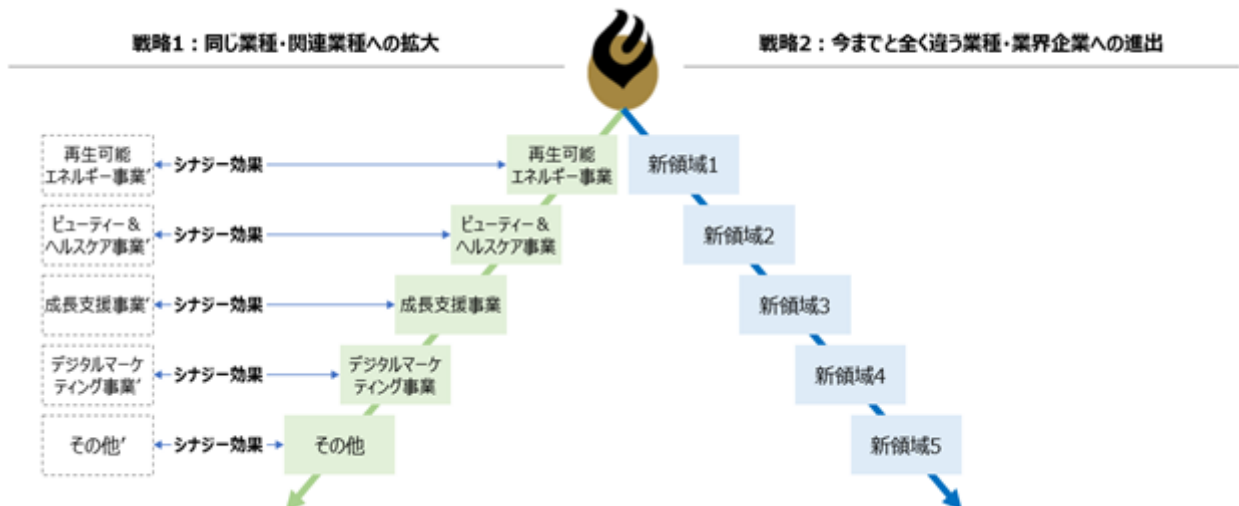 戦略1：同じ業種・関連業種への拡大
戦略2：今までと全く違う業種・業界企業への進出
再生可能
エネルギー事業’
シナジー効果
再生可能
エネルギー事業
新領域1
ビューティー＆
ヘルスケア事業’
シナジー効果
ビューティー＆
ヘルスケア事業
新領域2
成長支援事業’
シナジー効果
成長支援事業
新領域3
デジタルマーケ
ティング事業’
シナジー効果
デジタルマーケ
ティング事業
新領域4
その他’
シナジー効果
その他
新領域5